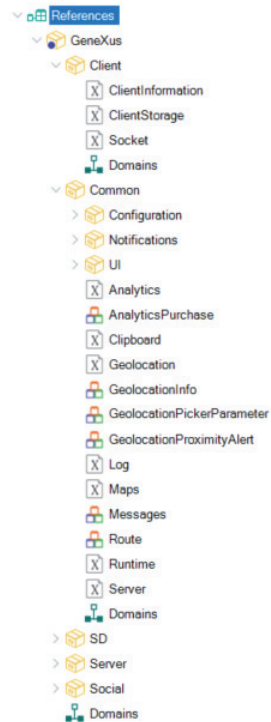 References
GeneXus
Client
ClientInformation
ClientStorage
Socket
Domains
Common
Configuration
Notifications
UI
Analytics
AnalyticsPurchase
Clipboard
Geolocation
GeolocationInfo
GeolocationPickerParameter
GeolocationProximityAlert
Log
Maps
Messages
Route
Runtime
Server
Domains
SD
Server
Social
Domains